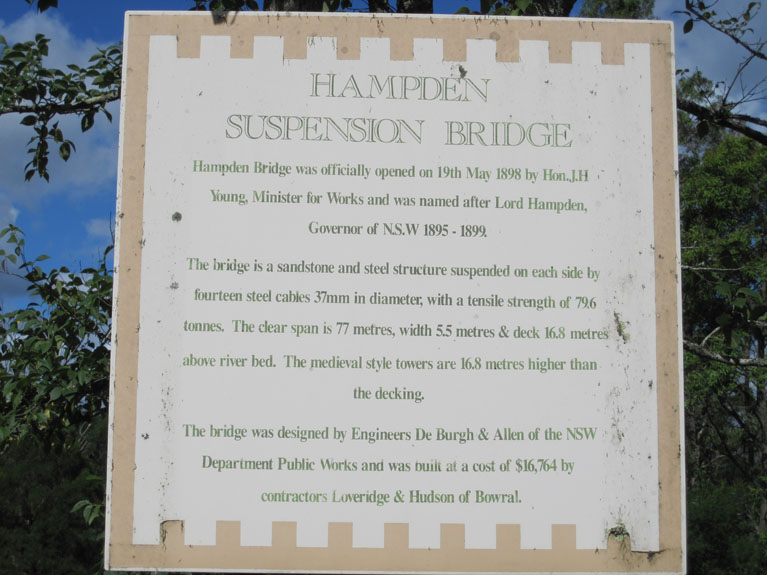 HAMPDEN
SUSPENSION BRIDGE
Hampden Bridge was officially opened on 19th May 1898 by Hon.J.H
Young, Minister for Works and was named after Lord Hampden,
Governor of N.S.W 1895 - 1899.
The bridge is a sandstone and steel structure suspended on each side by
fourteen steel cables 37mm in diameter, with a tensile strength of 79.6
tonnes. The clear span is 77 metres, width 5.5 metres & deck 16.8 metres
above river bed. The medieval style towers are 16.8 metres higher than
the decking.
The bridge was designed by Engineers De Burgh & Allen of the NSW
Department Public Works and was built at a cost of $16,764 by
contractors Loveridge & Hudson of Bowral.